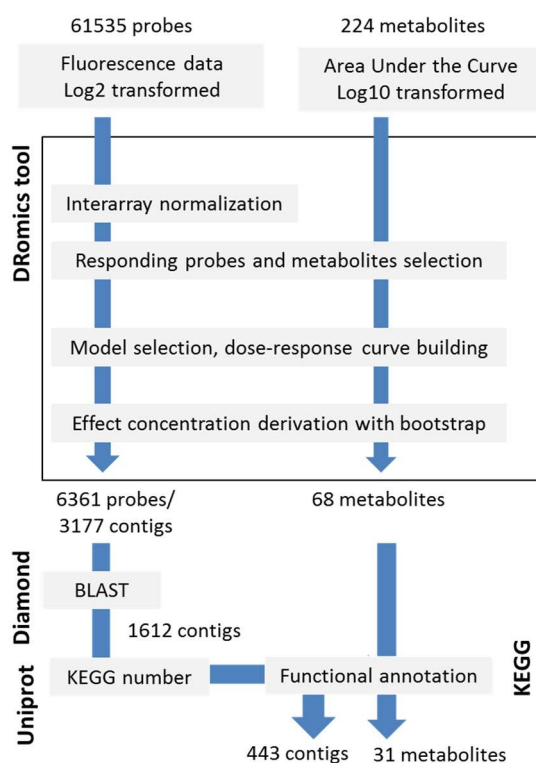 61535 probes
224 metabolites
Fluorescence data
Log2 transformed
Area Under the Curve
Log10 transformed
DRomics tool
Interarray normalization
Responding probes and metabolites selection
Model selection, dose-response curve building
Effect concentration derivation with bootstrap
6361 probes/
3177 contigs
68 metabolites
Diamond
BLAST
1612 contigs
Uniprot
KEGG number
Functional annotation
KEGG
443 contigs
31 metabolites